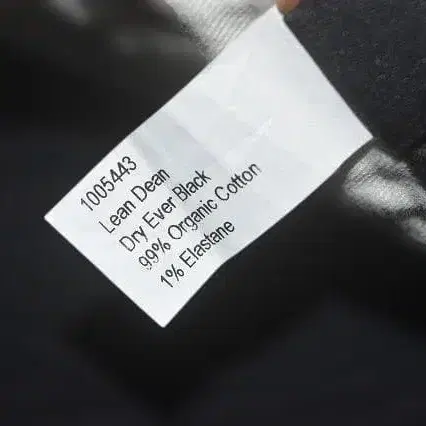 1005443
Lean Dean
Dry Ever Black
99% Organic Cotton
1% Elastane